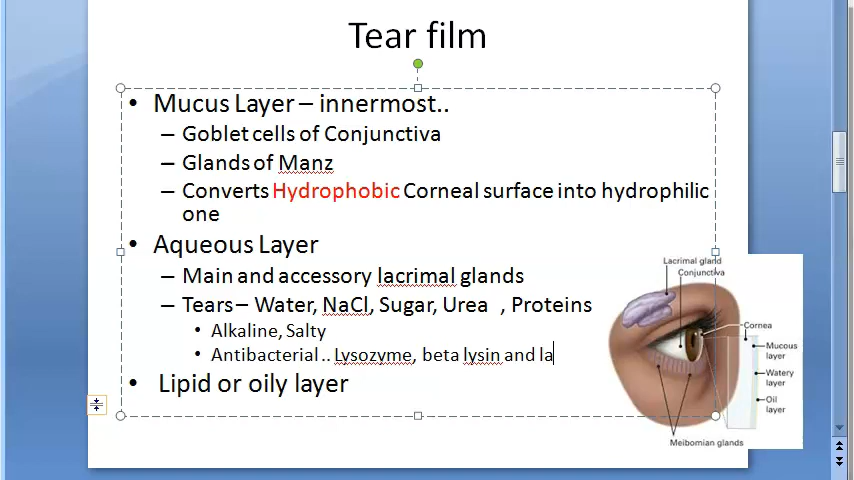 Tear film
• Mucus Layer – innermost..
– Goblet cells of Conjunctiva
– Glands of Manz
– Converts Hydrophobic Corneal surface into hydrophilic
one
• Aqueous Layer
– Main and accessory lacrimal glands
– Tears – Water, NaCl, Sugar, Urea , Proteins
• Alkaline, Salty
• Antibacterial .. Lysozyme, beta lysin and la
• Lipid or oily layer
Lacrimal gland
Conjunctiva
Cornea
Mucous
layer
Watery
layer
Oil
layer
Meibomian glands